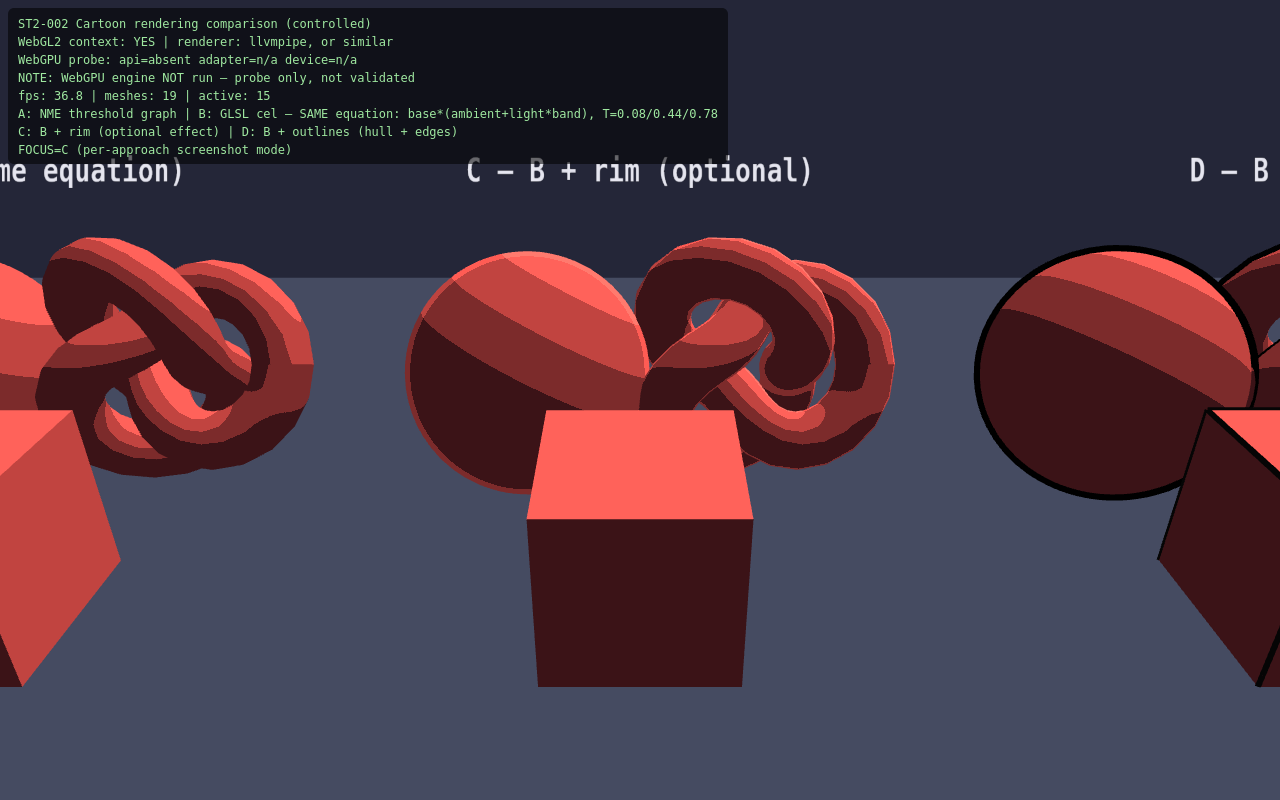 ST2-002 Cartoon rendering comparison (controlled)
WebGL2 context: YES | renderer: llvmpipe, or similar
WebGPU probe: api=absent adapter=n/a device=n/a
NOTE: WebGPU engine NOT run — probe only, not validated
fps: 36.8 | meshes: 19 | active: 15
A: NME threshold graph | B: GLSL cel — SAME equation: base*(ambient+light*band), T=0.08/0.44/0.78
C: B + rim (optional effect) | D: B + outlines (hull + edges)
FOCUS=C (per-approach screenshot mode)
me equation) C — B + rim (optional) D — B